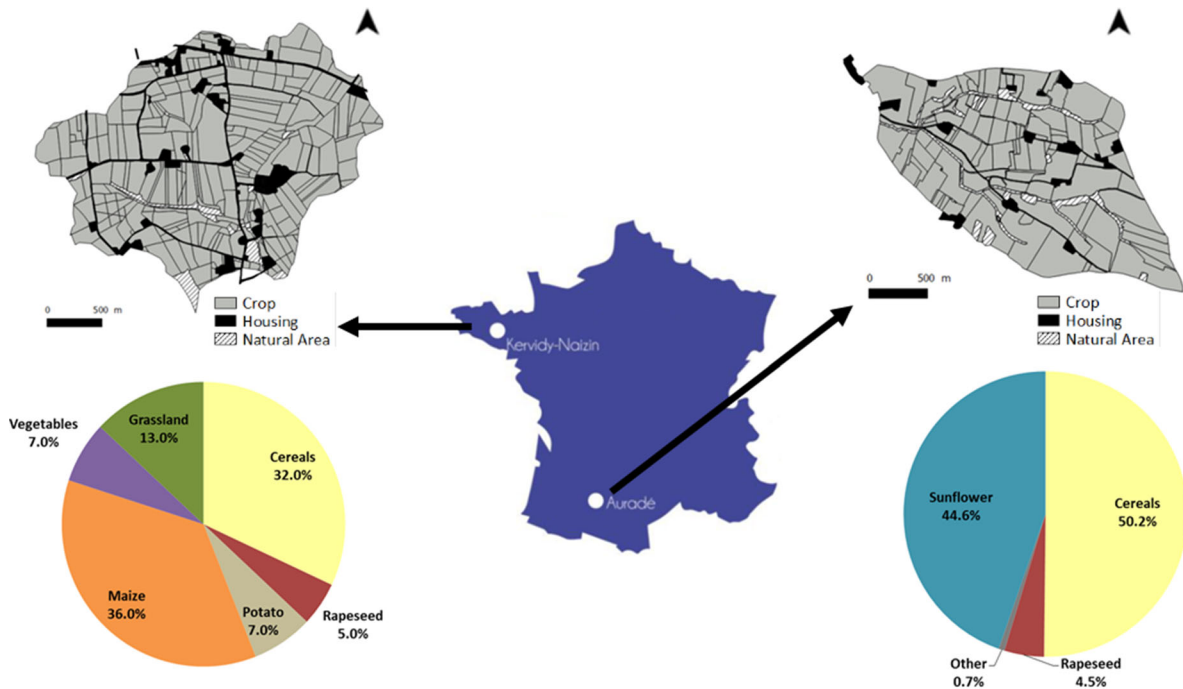 0 500 m
Crop
Housing
Natural Area
0 500 m
Crop
Housing
Natural Area
Kervidy-Naizin
Auradé
Vegetables
7.0%
Grassland
13.0%
Cereals
32.0%
Maize
36.0%
Potato
7.0%
Rapeseed
5.0%
Sunflower
44.6%
Cereals
50.2%
Other
0.7%
Rapeseed
4.5%